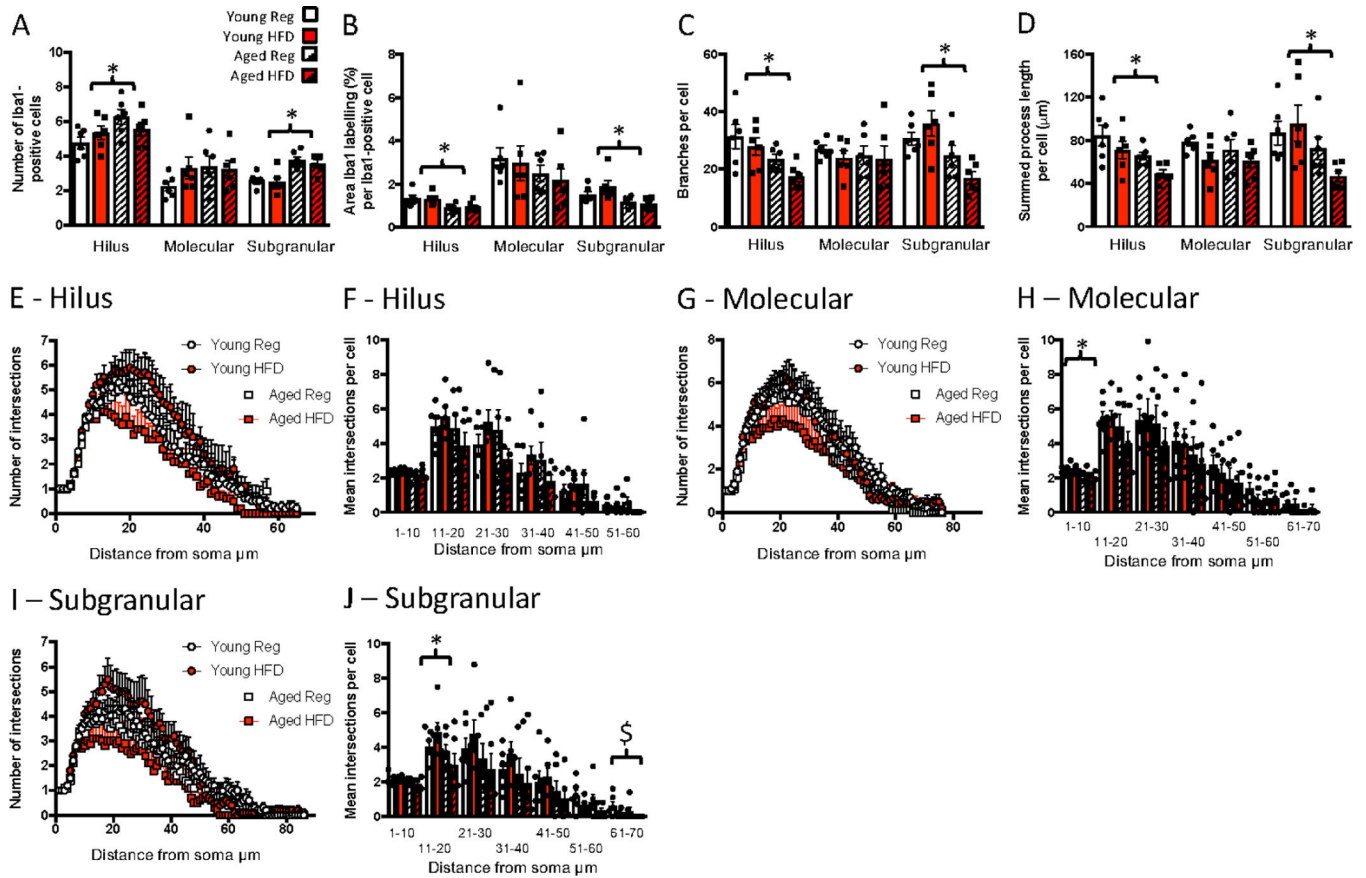 A
Number of Iba1-
positive cells
10
8
6
4
2
0
*
*
Hilus Molecular Subgranular
Young Reg
Young HFD
Aged Reg
Aged HFD
B
Area Iba1 labelling (%)
per Iba1-positive cell
8
6
4
2
0
*
*
Hilus Molecular Subgranular
C
Branches per cell
60
40
20
0
*
*
Hilus Molecular Subgranular
D
Summed process length
per cell (µm)
160
120
80
40
0
*
*
Hilus Molecular Subgranular
E - Hilus
Number of intersections
7
6
5
4
3
2
1
0
0 20 40 60
Distance from soma µm
Young Reg
Young HFD
Aged Reg
Aged HFD
F - Hilus
Mean intersections per cell
10
8
6
4
2
0
1-10 11-20 21-30 31-40 41-50 51-60
Distance from soma µm
G - Molecular
Number of intersections
8
6
4
2
0
0 20 40 60 80
Distance from soma µm
Young Reg
Young HFD
Aged Reg
Aged HFD
H – Molecular
Mean intersections per cell
10
8
6
4
2
0
*
1-10 21-30 41-50 61-70
11-20 31-40 51-60
Distance from soma µm
I – Subgranular
Number of intersections
7
6
5
4
3
2
1
0
0 20 40 60 80
Distance from soma µm
Young Reg
Young HFD
Aged Reg
Aged HFD
J – Subgranular
Mean intersections per cell
10
8
6
4
2
0
*
$
1-10 21-30 41-50 61-70
11-20 31-40 51-60
Distance from soma µm